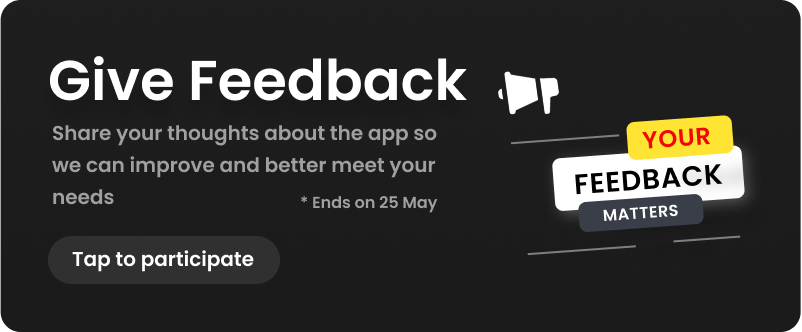 Give Feedback
Share your thoughts about the app so
we can improve and better meet your
needs
* Ends on 25 May
Tap to participate
YOUR
FEEDBACK
MATTERS